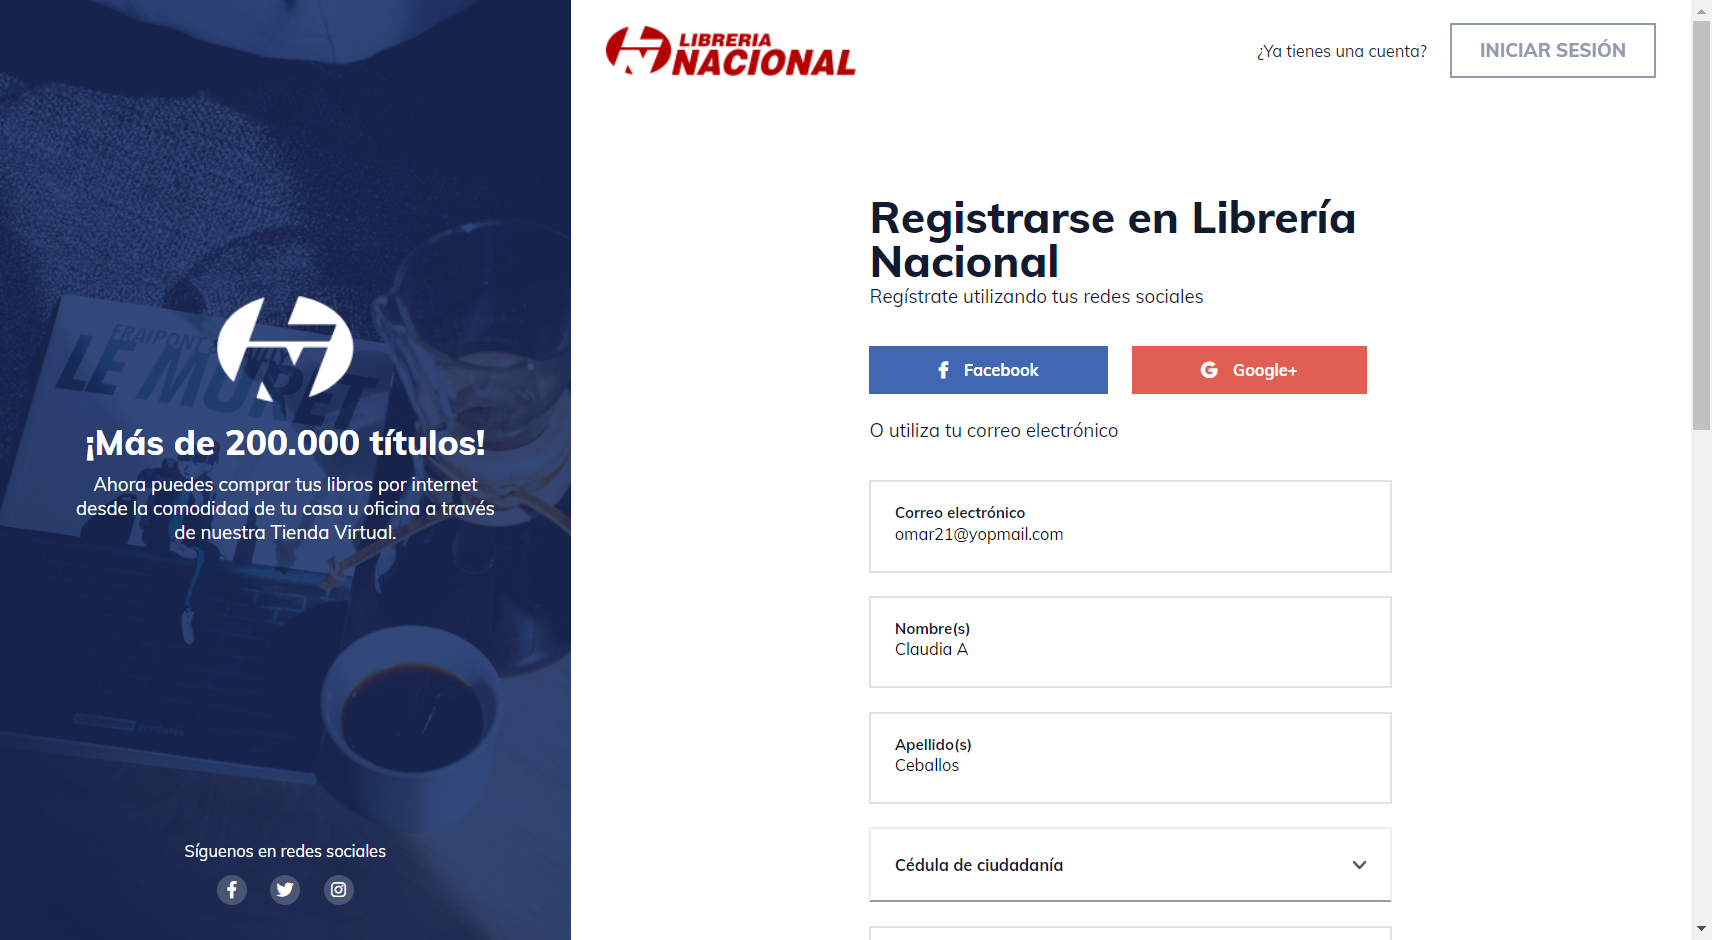 FRAIPONT
LE MURET
¡Más de 200.000 títulos!
Ahora puedes comprar tus libros por internet
desde la comodidad de tu casa u oficina a través
de nuestra Tienda Virtual.
Síguenos en redes sociales
LIBRERIA
NACIONAL
¿Ya tienes una cuenta?
INICIAR SESIÓN
Registrarse en Librería
Nacional
Regístrate utilizando tus redes sociales
Facebook
Google+
O utiliza tu correo electrónico
Correo electrónico
omar21@yopmail.com
Nombre(s)
Claudia A
Apellido(s)
Ceballos
Cédula de ciudadanía